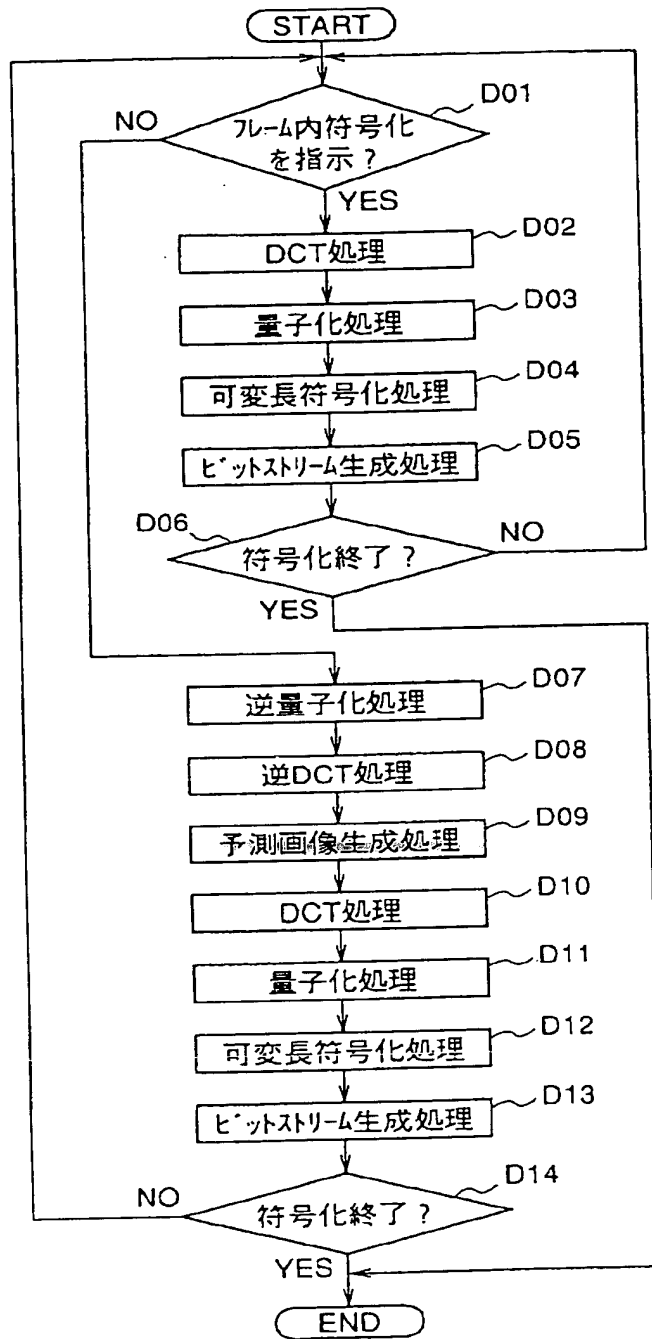 START
D01
NO
フレーム内符号化
を指示？
YES
D02
DCT処理
D03
量子化処理
D04
可変長符号化処理
D05
ビットストリーム生成処理
D06
NO
符号化終了？
YES
D07
逆量子化処理
D08
逆DCT処理
D09
予測画像生成処理
D10
DCT処理
D11
量子化処理
D12
可変長符号化処理
D13
ビットストリーム生成処理
D14
NO
符号化終了？
YES
END